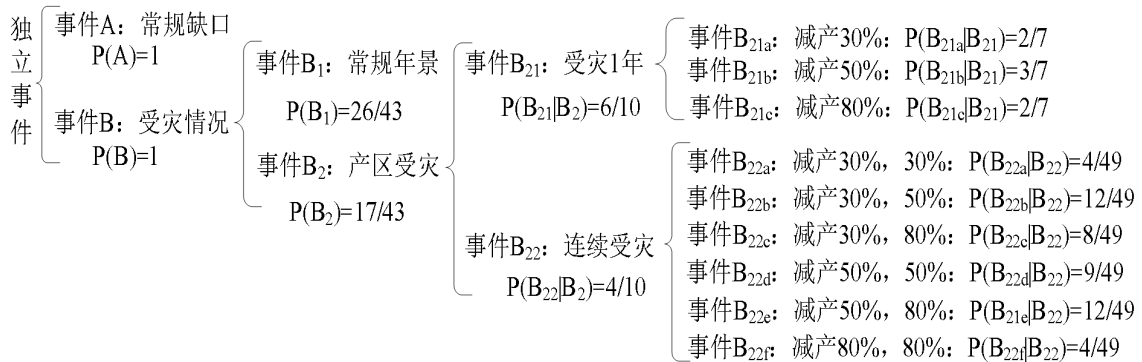 独立事件
事件A：常规缺口
P(A)=1
事件B：受灾情况
P(B)=1
事件B₁：常规年景
P(B₁)=26/43
事件B₂：产区受灾
P(B₂)=17/43
事件B₂₁：受灾1年
P(B₂₁|B₂)=6/10
事件B₂₂：连续受灾
P(B₂₂|B₂)=4/10
事件B₂₁ₐ：减产30%：P(B₂₁ₐ|B₂₁)=2/7
事件B₂₁b：减产50%：P(B₂₁b|B₂₁)=3/7
事件B₂₁c：减产80%：P(B₂₁c|B₂₁)=2/7
事件B₂₂ₐ：减产30%，30%：P(B₂₂ₐ|B₂₂)=4/49
事件B₂₂b：减产30%，50%：P(B₂₂b|B₂₂)=12/49
事件B₂₂c：减产30%，80%：P(B₂₂c|B₂₂)=8/49
事件B₂₂d：减产50%，50%：P(B₂₂d|B₂₂)=9/49
事件B₂₂e：减产50%，80%：P(B₂₁e|B₂₂)=12/49
事件B₂₂f：减产80%，80%：P(B₂₂f|B₂₂)=4/49